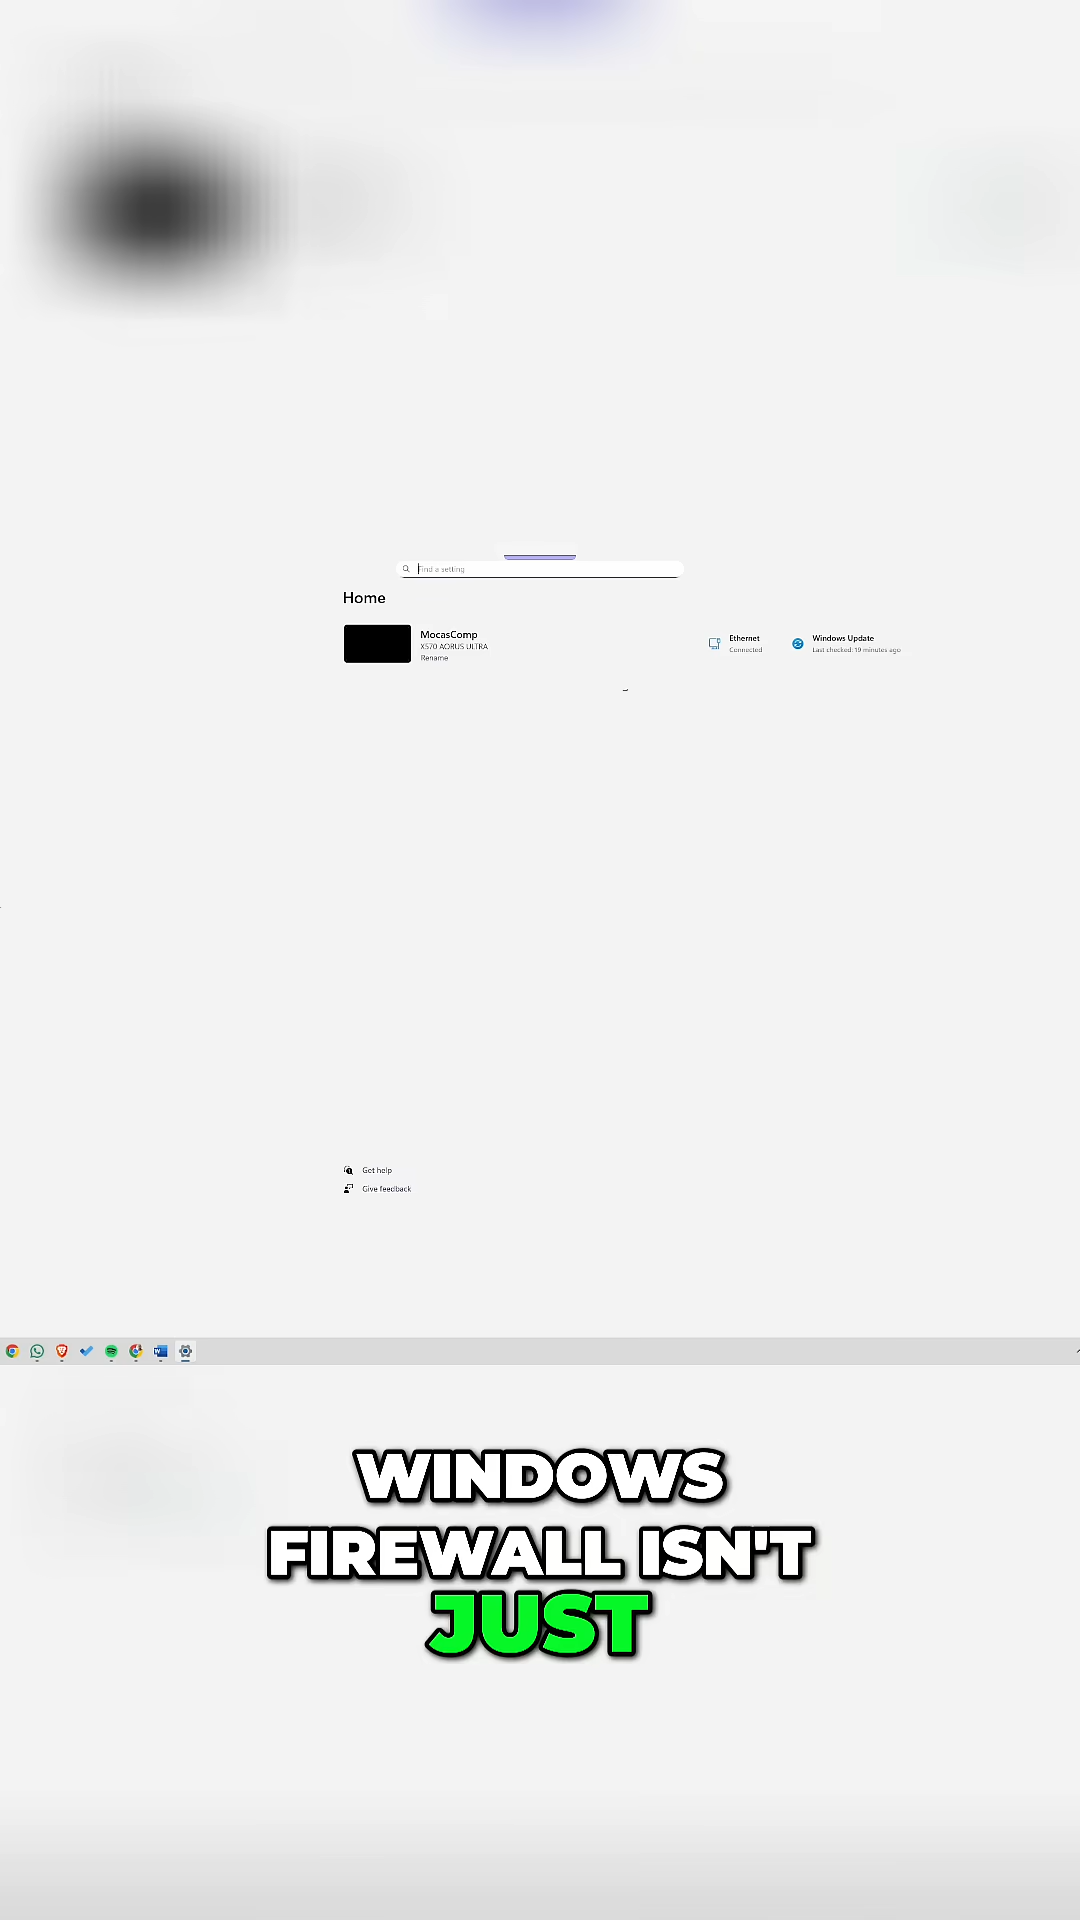 Find a setting
Home
MocasComp
X570 AORUS ULTRA
Rename
Ethernet
Connected
Windows Update
Last checked: 19 minutes ago
Get help
Give feedback
WINDOWS
FIREWALL ISN'T
JUST